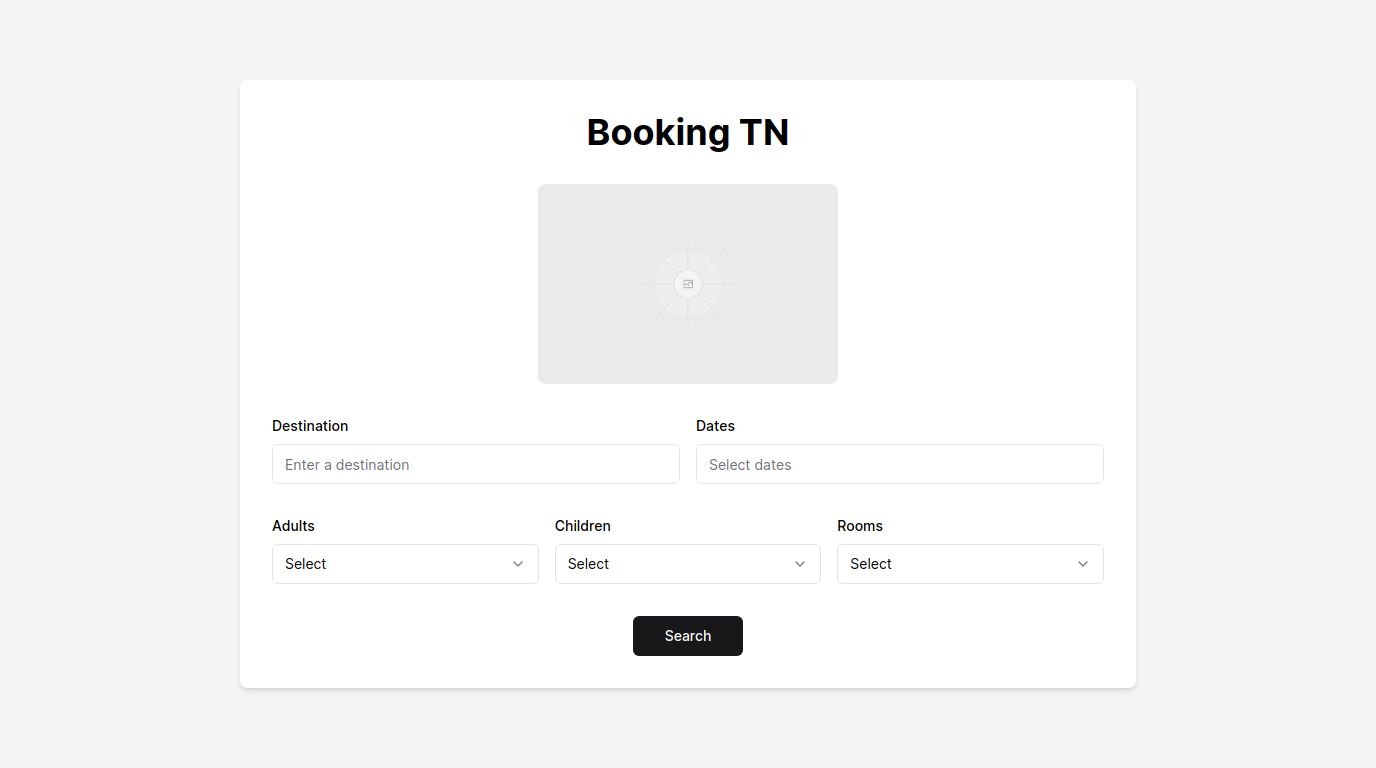 Booking TN
Destination
Dates
Enter a destination
Select dates
Adults
Children
Rooms
Select
Select
Select
Search